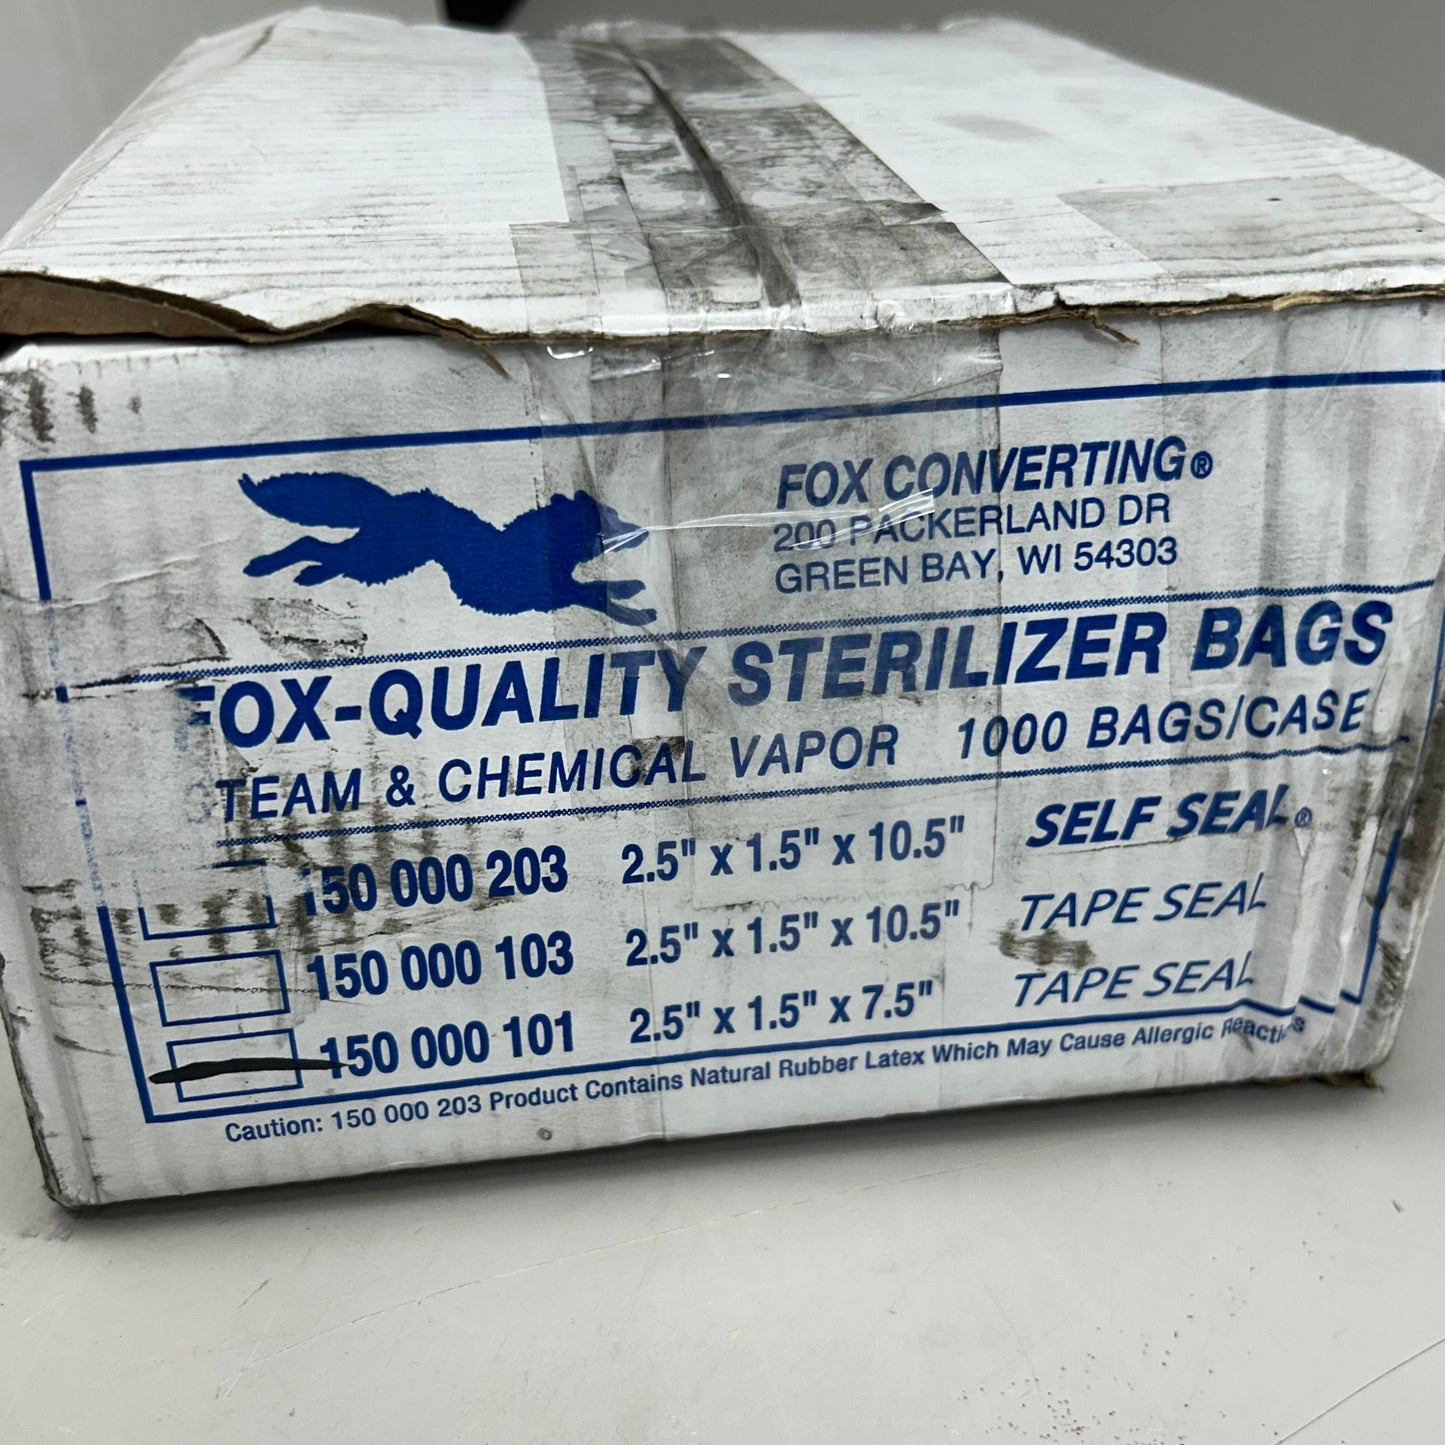 FOX CONVERTING®
200 PACKERLAND DR
GREEN BAY, WI 54303
FOX-QUALITY STERILIZER BAGS
STEAM & CHEMICAL VAPOR 1000 BAGS/CASE
150 000 203 2.5" x 1.5" x 10.5" SELF SEAL®
150 000 103 2.5" x 1.5" x 10.5" TAPE SEAL
150 000 101 2.5" x 1.5" x 7.5" TAPE SEAL
Caution: 150 000 203 Product Contains Natural Rubber Latex Which May Cause Allergic Reactions